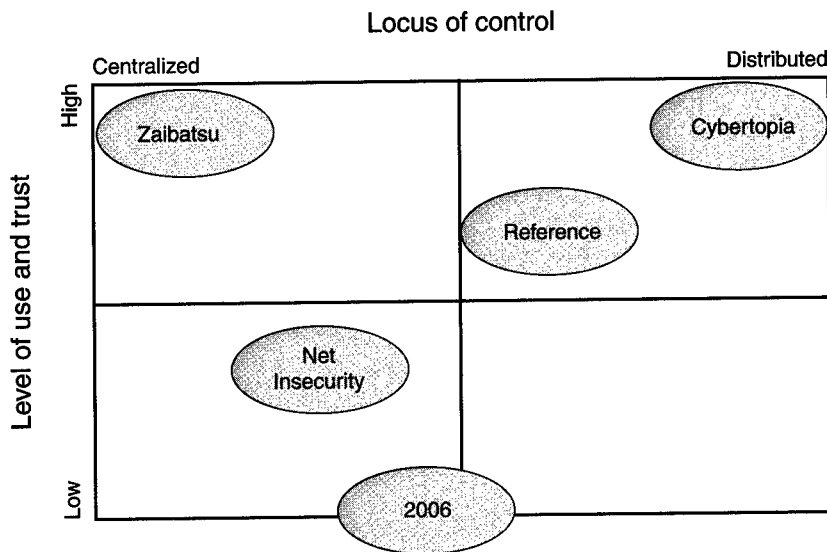 Locus of control
Centralized
Distributed
High
Zaibatsu
Cybertopia
Reference
Level of use and trust
Net
Insecurity
Low
2006